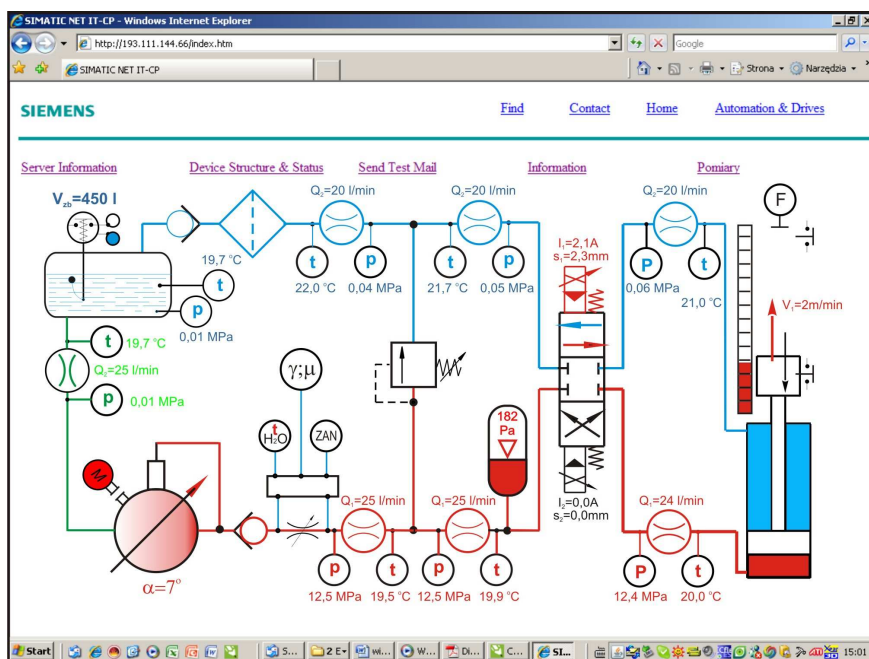 SIMATIC NET IT-CP - Windows Internet Explorer
http://193.111.144.66/index.htm
Google
SIMATIC NET IT-CP
Strona
Narzędzia
SIEMENS
Find
Contact
Home
Automation & Drives
Server Information
Device Structure & Status
Send Test Mail
Information
Pomiary
V_zb=450 l
Q₂=20 l/min
Q₂=20 l/min
Q₂=20 l/min
F
I₁=2,1A
s₁=2,3mm
19,7 °C
t
p
0,01 MPa
t
22,0 °C
p
0,04 MPa
t
21,7 °C
p
0,05 MPa
P
0,06 MPa
t
21,0 °C
V₁=2m/min
t
19,7 °C
p
0,01 MPa
γ;μ
182
Pa
t
H₂O
ZAN
M
Q₁=25 l/min
Q₁=25 l/min
I₂=0,0A
s₂=0,0mm
Q₁=24 l/min
α=7°
p
12,5 MPa
t
19,5 °C
p
12,5 MPa
t
19,9 °C
P
12,4 MPa
t
20,0 °C
Start
S...
2 E
wi...
W...
Di...
C...
SI...
15:01